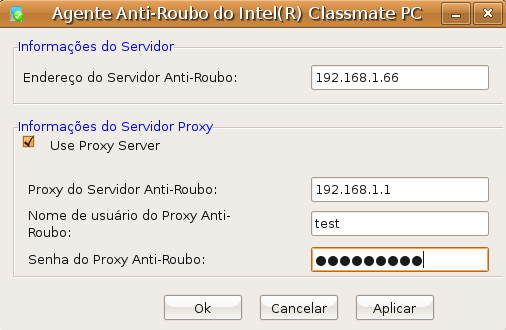 Agente Anti-Roubo do Intel(R) Classmate PC
Informações do Servidor
Endereço do Servidor Anti-Roubo:
192.168.1.66
Informações do Servidor Proxy
Use Proxy Server
Proxy do Servidor Anti-Roubo:
192.168.1.1
Nome de usuário do Proxy Anti-
Roubo:
test
Senha do Proxy Anti-Roubo:
●●●●●●●●●
Ok
Cancelar
Aplicar